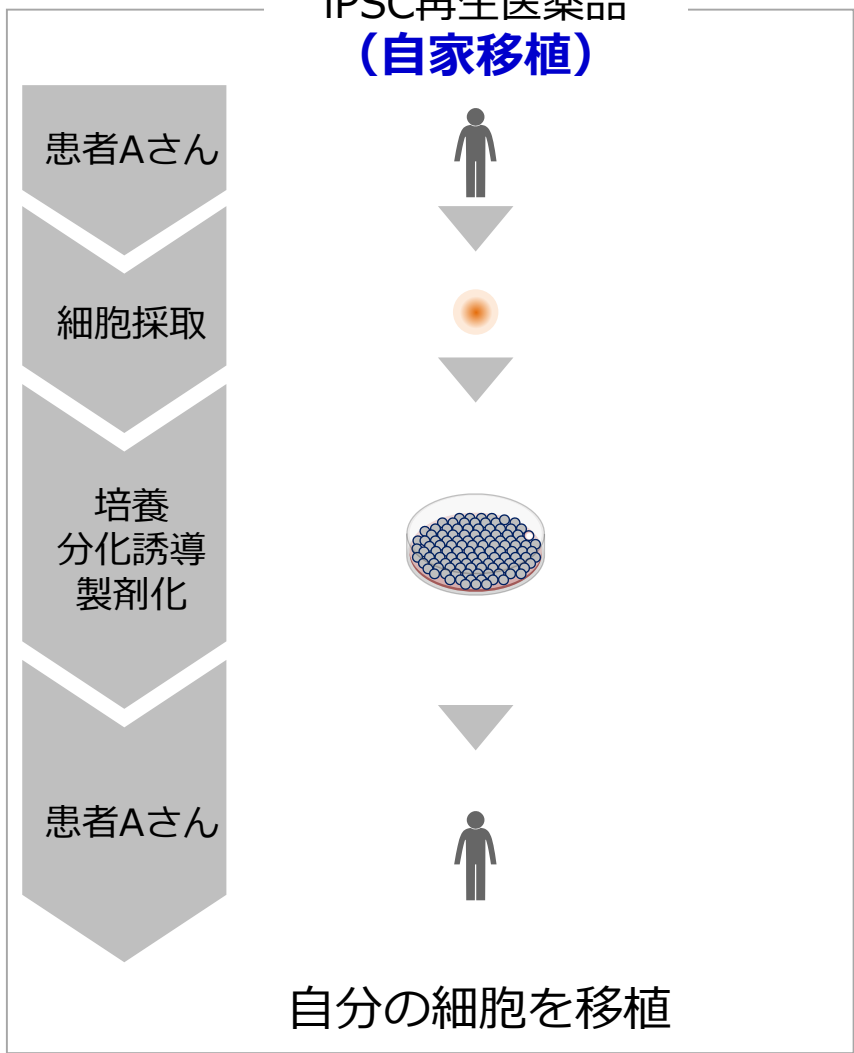 iPSC再生医薬品
（自家移植）
患者Aさん
細胞採取
培養
分化誘導
製剤化
患者Aさん
自分の細胞を移植